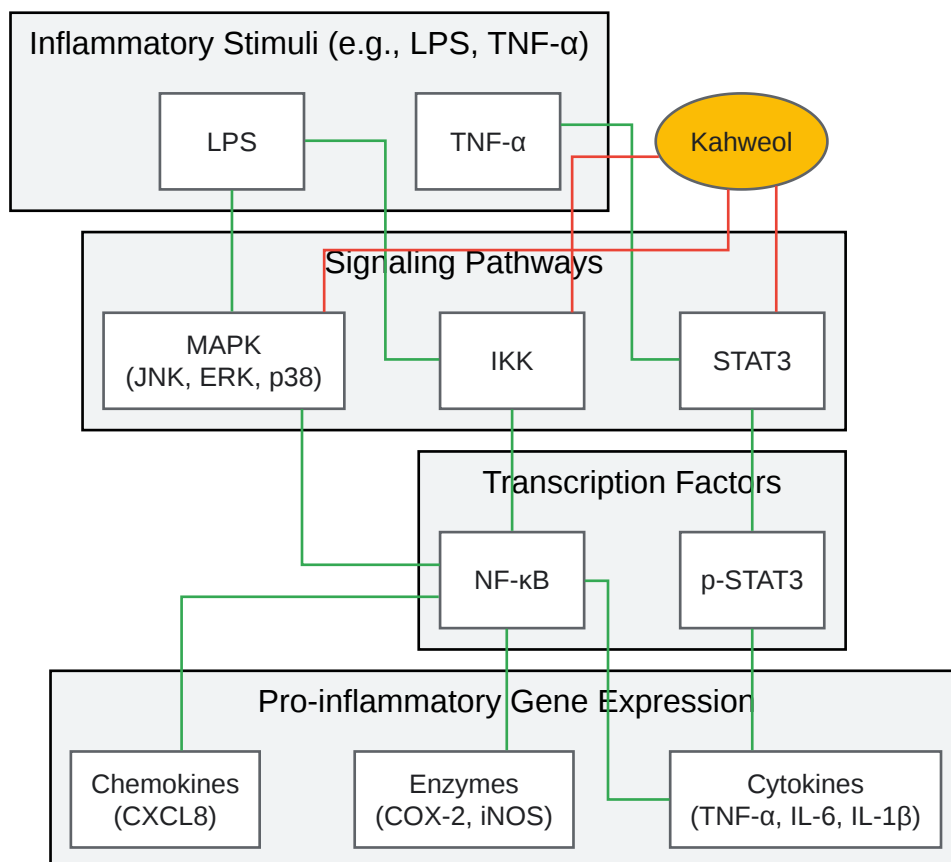 Inflammatory Stimuli (e.g., LPS, TNF-α)
LPS
TNF-α
Kahweol
Signaling Pathways
MAPK
(JNK, ERK, p38)
IKK
STAT3
Transcription Factors
NF-κB
p-STAT3
Pro-inflammatory Gene Expression
Chemokines
(CXCL8)
Enzymes
(COX-2, iNOS)
Cytokines
(TNF-α, IL-6, IL-1β)